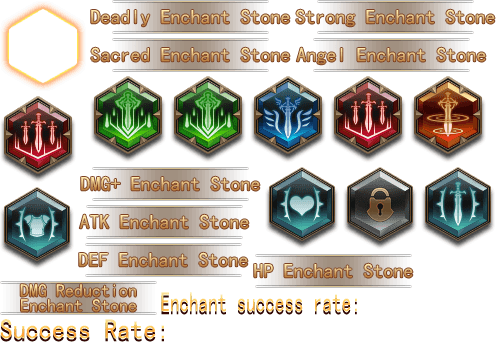 Deadly Enchant Stone
Strong Enchant Stone
Sacred Enchant Stone
Angel Enchant Stone
DMG+ Enchant Stone
ATK Enchant Stone
DEF Enchant Stone
HP Enchant Stone
DMG Reduction
Enchant Stone
Enchant success rate:
Success Rate: